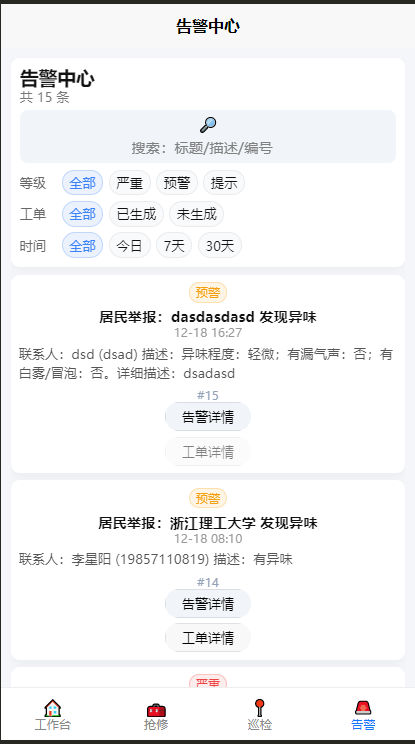 告警中心
告警中心
共 15 条
搜索：标题/描述/编号
等级 全部 严重 预警 提示
工单 全部 已生成 未生成
时间 全部 今日 7天 30天
预警
居民举报：dasdasdasd 发现异味
12-18 16:27
联系人：dsd (dsad) 描述：异味程度：轻微；有漏气声：否；有
白雾/冒泡：否。详细描述：dsadasd
#15
告警详情
工单详情
预警
居民举报：浙江理工大学 发现异味
12-18 08:10
联系人：李星阳 (19857110819) 描述：有异味
#14
告警详情
工单详情
严重
工作台 抢修 巡检 告警